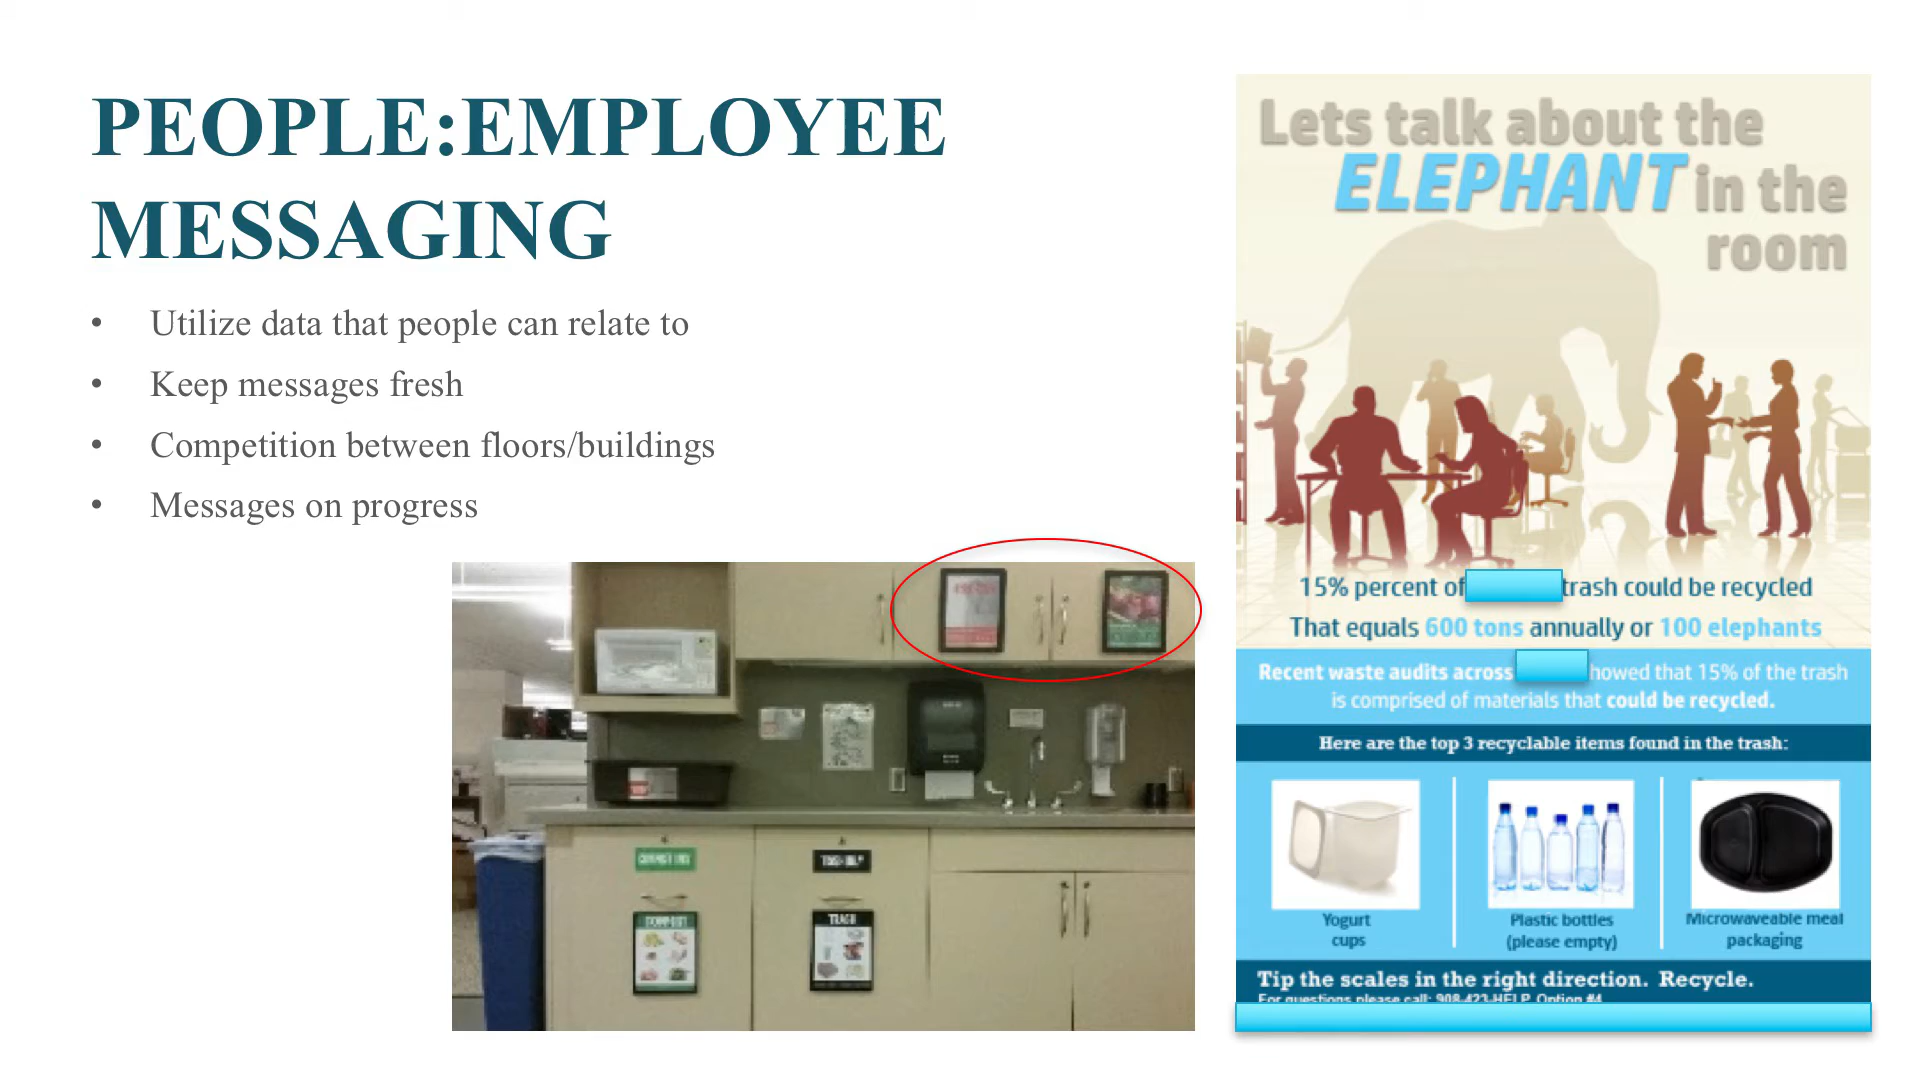 PEOPLE:EMPLOYEE
MESSAGING
• Utilize data that people can relate to
• Keep messages fresh
• Competition between floors/buildings
• Messages on progress
COMPOST
TRASH
Lets talk about the
ELEPHANT in the
room
15% percent of trash could be recycled
That equals 600 tons annually or 100 elephants
Recent waste audits across howed that 15% of the trash
is comprised of materials that could be recycled.
Here are the top 3 recyclable items found in the trash:
Yogurt
cups
Plastic bottles
(please empty)
Microwaveable meal
packaging
Tip the scales in the right direction. Recycle.
For questions please call: 908-423-HELP, Option #4